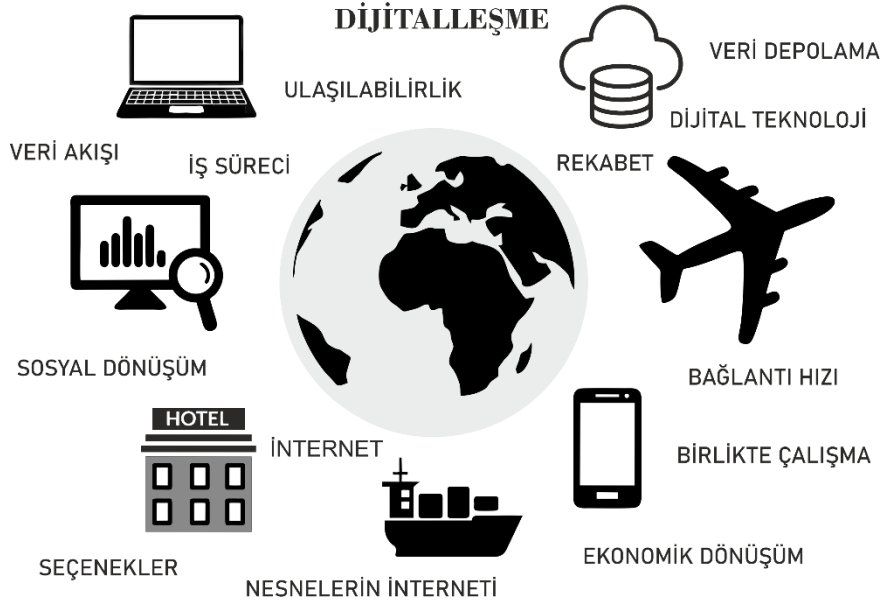 DİJİTALLEŞME
VERİ DEPOLAMA
ULAŞILABİLİRLİK
DİJİTAL TEKNOLOJİ
VERİ AKIŞI
İŞ SÜRECİ
REKABET
SOSYAL DÖNÜŞÜM
BAĞLANTI HIZI
HOTEL
İNTERNET
BİRLİKTE ÇALIŞMA
SEÇENEKLER
EKONOMİK DÖNÜŞÜM
NESNELERİN İNTERNETİ